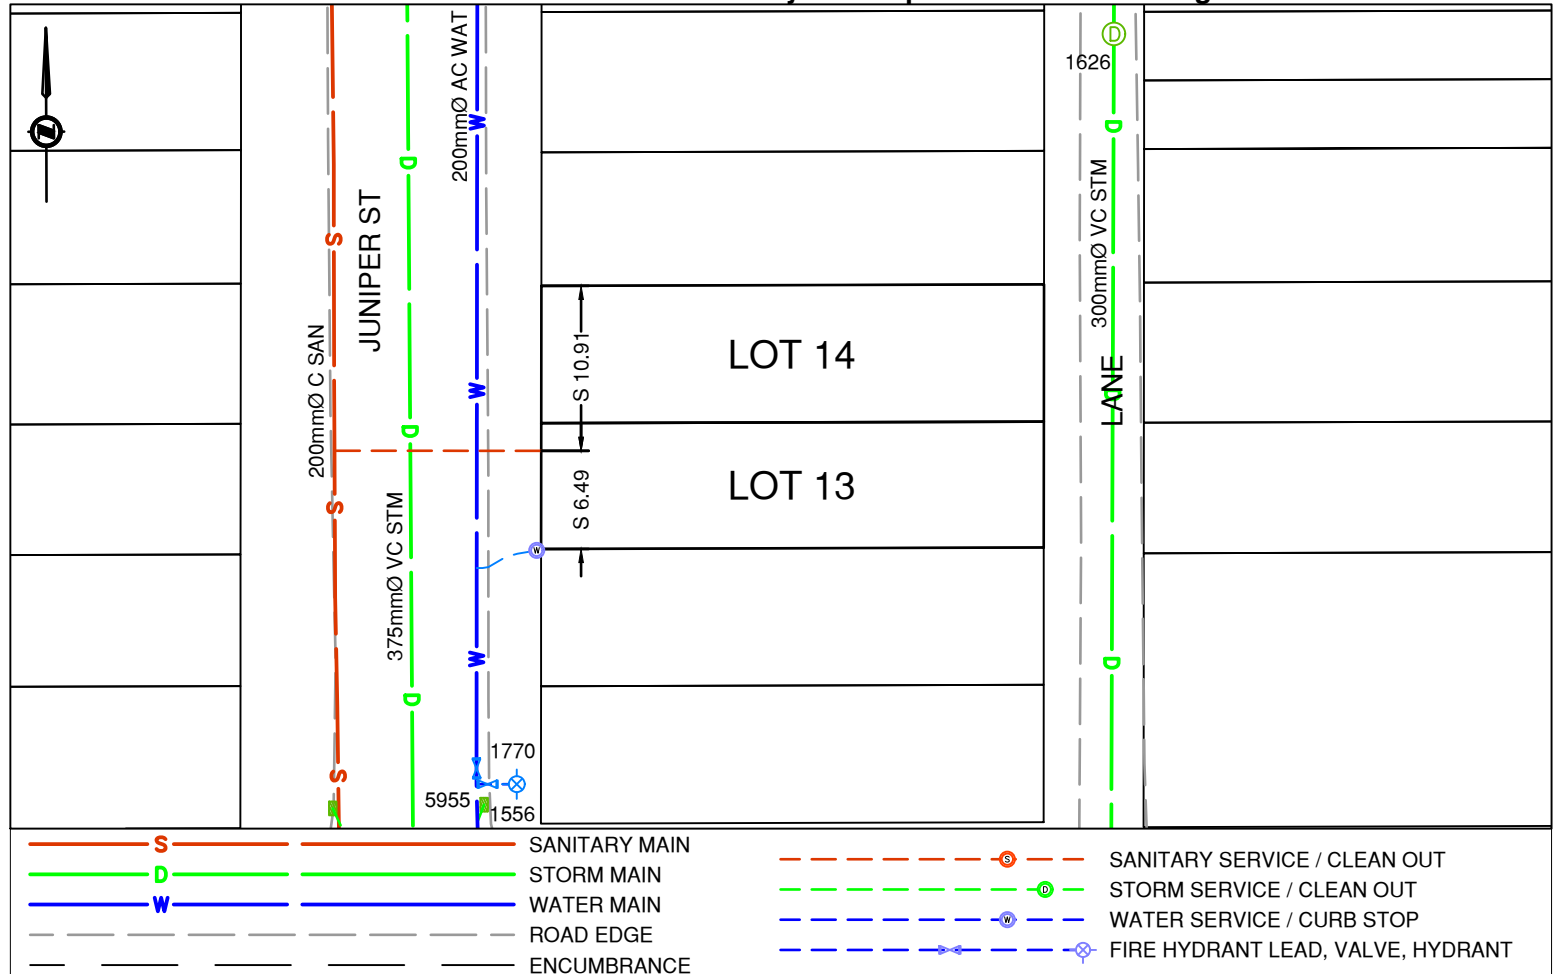 1626
200mmØ AC WAT
300mmØ VC STM
JUNIPER ST
200mmØ C SAN
S 10.91
LOT 14
LANE
375mmØ VC STM
S 6.49
LOT 13
1770
5955
1556
S
D
W
SANITARY MAIN
STORM MAIN
WATER MAIN
ROAD EDGE
ENCUMBRANCE
SANITARY SERVICE / CLEAN OUT
STORM SERVICE / CLEAN OUT
WATER SERVICE / CURB STOP
FIRE HYDRANT LEAD, VALVE, HYDRANT